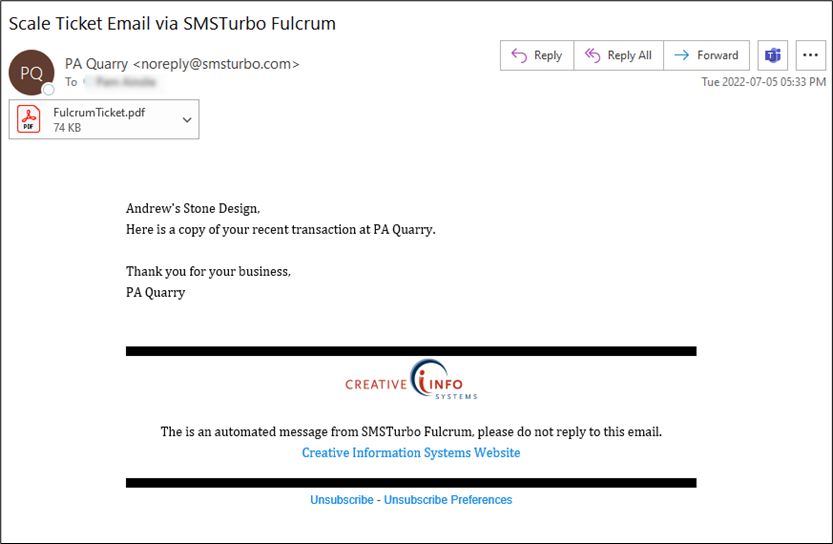 Scale Ticket Email via SMSTurbo Fulcrum
PQ
PA Quarry <noreply@smsturbo.com>
To
Reply
Reply All
Forward
Tue 2022-07-05 05:33 PM
PDF
FulcrumTicket.pdf
74 KB
Andrew's Stone Design,
Here is a copy of your recent transaction at PA Quarry.
Thank you for your business,
PA Quarry
CREATIVE INFO
SYSTEMS
The is an automated message from SMSTurbo Fulcrum, please do not reply to this email.
Creative Information Systems Website
Unsubscribe - Unsubscribe Preferences